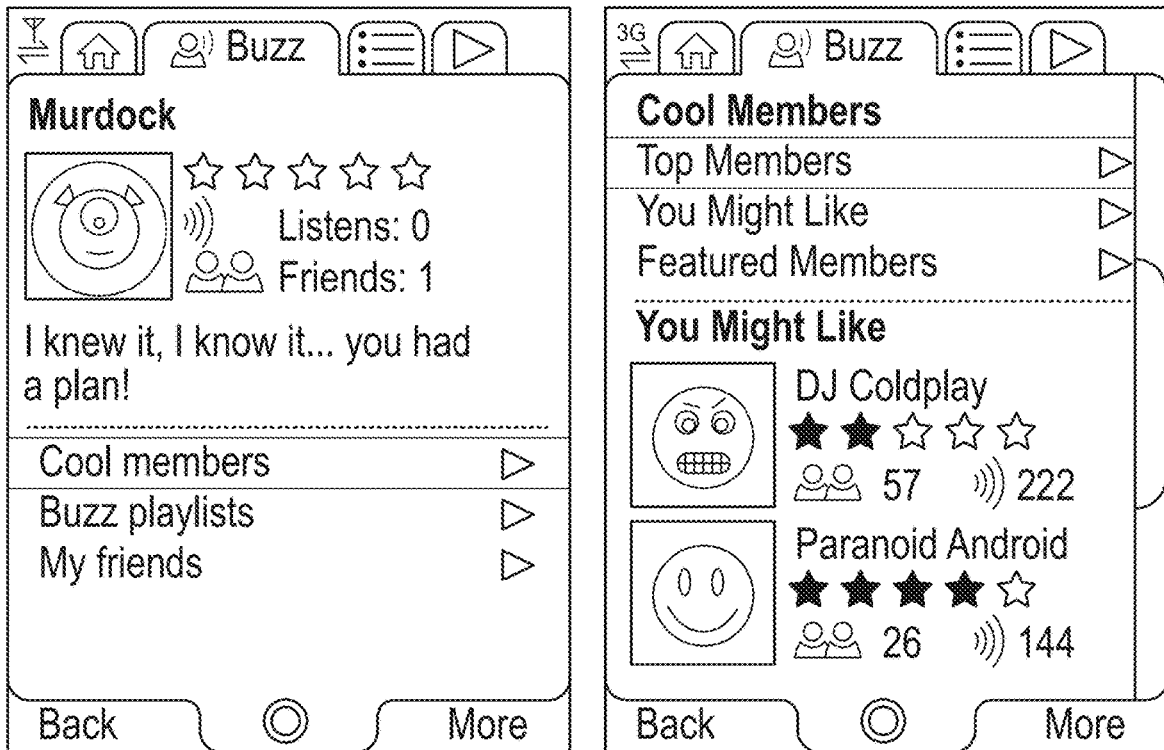 Buzz
Murdock
Listens: 0
Friends: 1
I knew it, I know it... you had
a plan!
Cool members
Buzz playlists
My friends
Back
More
3G
Buzz
Cool Members
Top Members
You Might Like
Featured Members
You Might Like
DJ Coldplay
57 222
Paranoid Android
26 144
Back
More